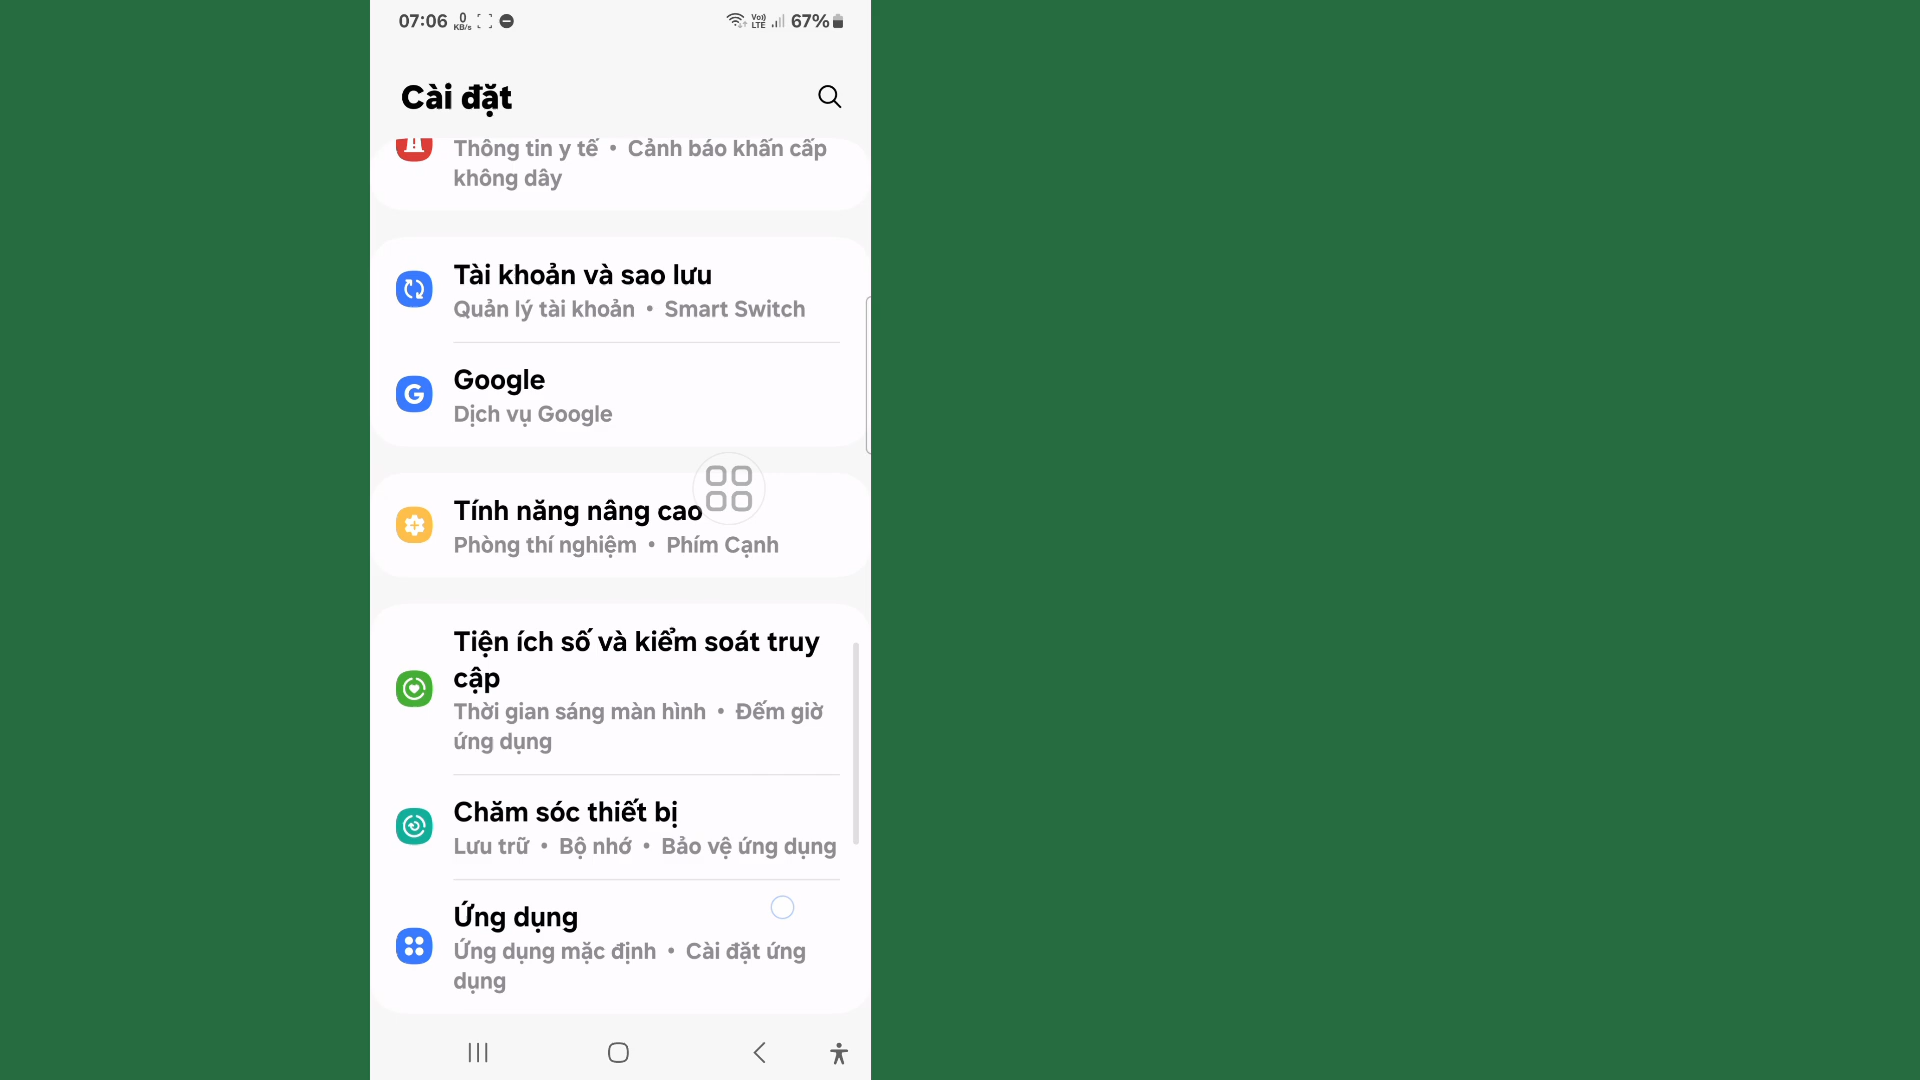 07:06 0 KB/s Vo)) LTE 67%
Cài đặt
Thông tin y tế • Cảnh báo khẩn cấp
không dây
Tài khoản và sao lưu
Quản lý tài khoản • Smart Switch
Google
Dịch vụ Google
Tính năng nâng cao
Phòng thí nghiệm • Phím Cạnh
Tiện ích số và kiểm soát truy
cập
Thời gian sáng màn hình • Đếm giờ
ứng dụng
Chăm sóc thiết bị
Lưu trữ • Bộ nhớ • Bảo vệ ứng dụng
Ứng dụng
Ứng dụng mặc định • Cài đặt ứng
dụng